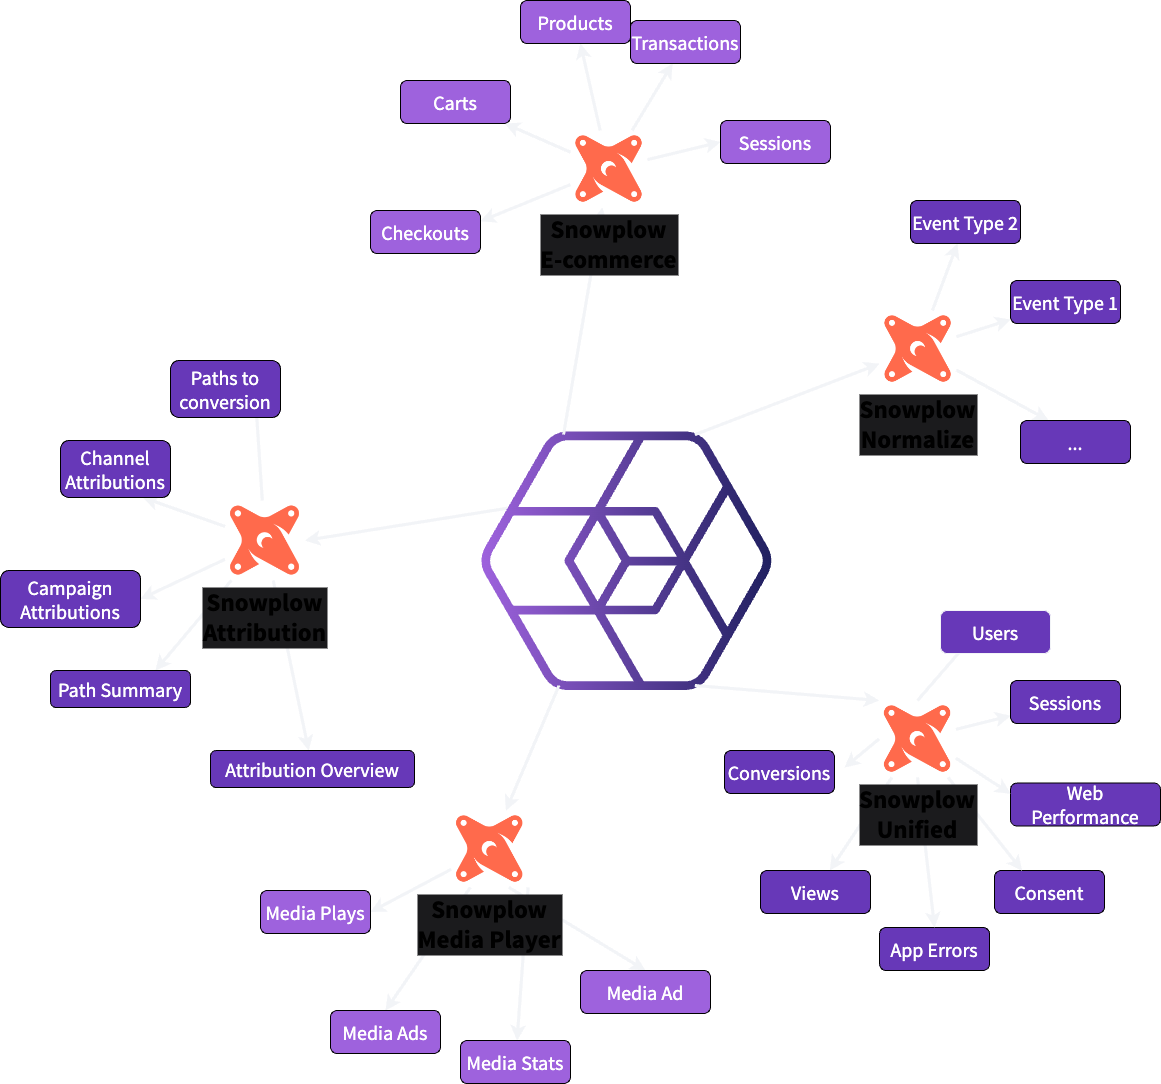 Products
Transactions
Carts
Sessions
Checkouts
Snowplow
E-commerce
Event Type 2
Event Type 1
Snowplow
Normalize
...
Paths to
conversion
Channel
Attributions
Campaign
Attributions
Snowplow
Attribution
Path Summary
Attribution Overview
Users
Sessions
Conversions
Snowplow
Unified
Web
Performance
Views
Consent
App Errors
Media Plays
Snowplow
Media Player
Media Ad
Media Ads
Media Stats